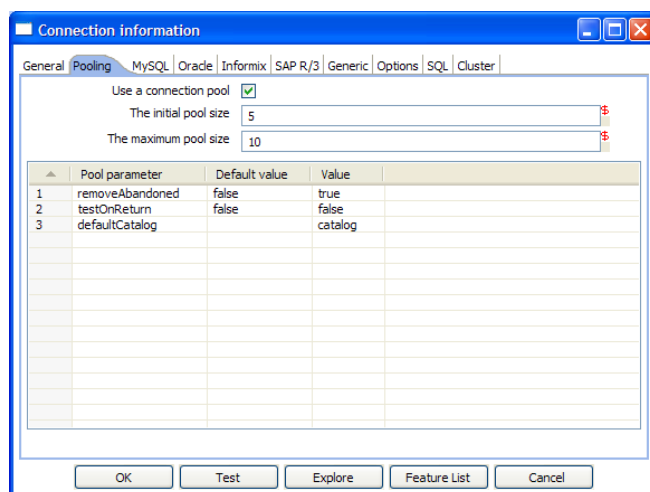 Connection information
General Pooling MySQL Oracle Informix SAP R/3 Generic Options SQL Cluster
Use a connection pool
The initial pool size 5 $
The maximum pool size 10 $
Pool parameter Default value Value
1 removeAbandoned false true
2 testOnReturn false false
3 defaultCatalog catalog
OK Test Explore Feature List Cancel